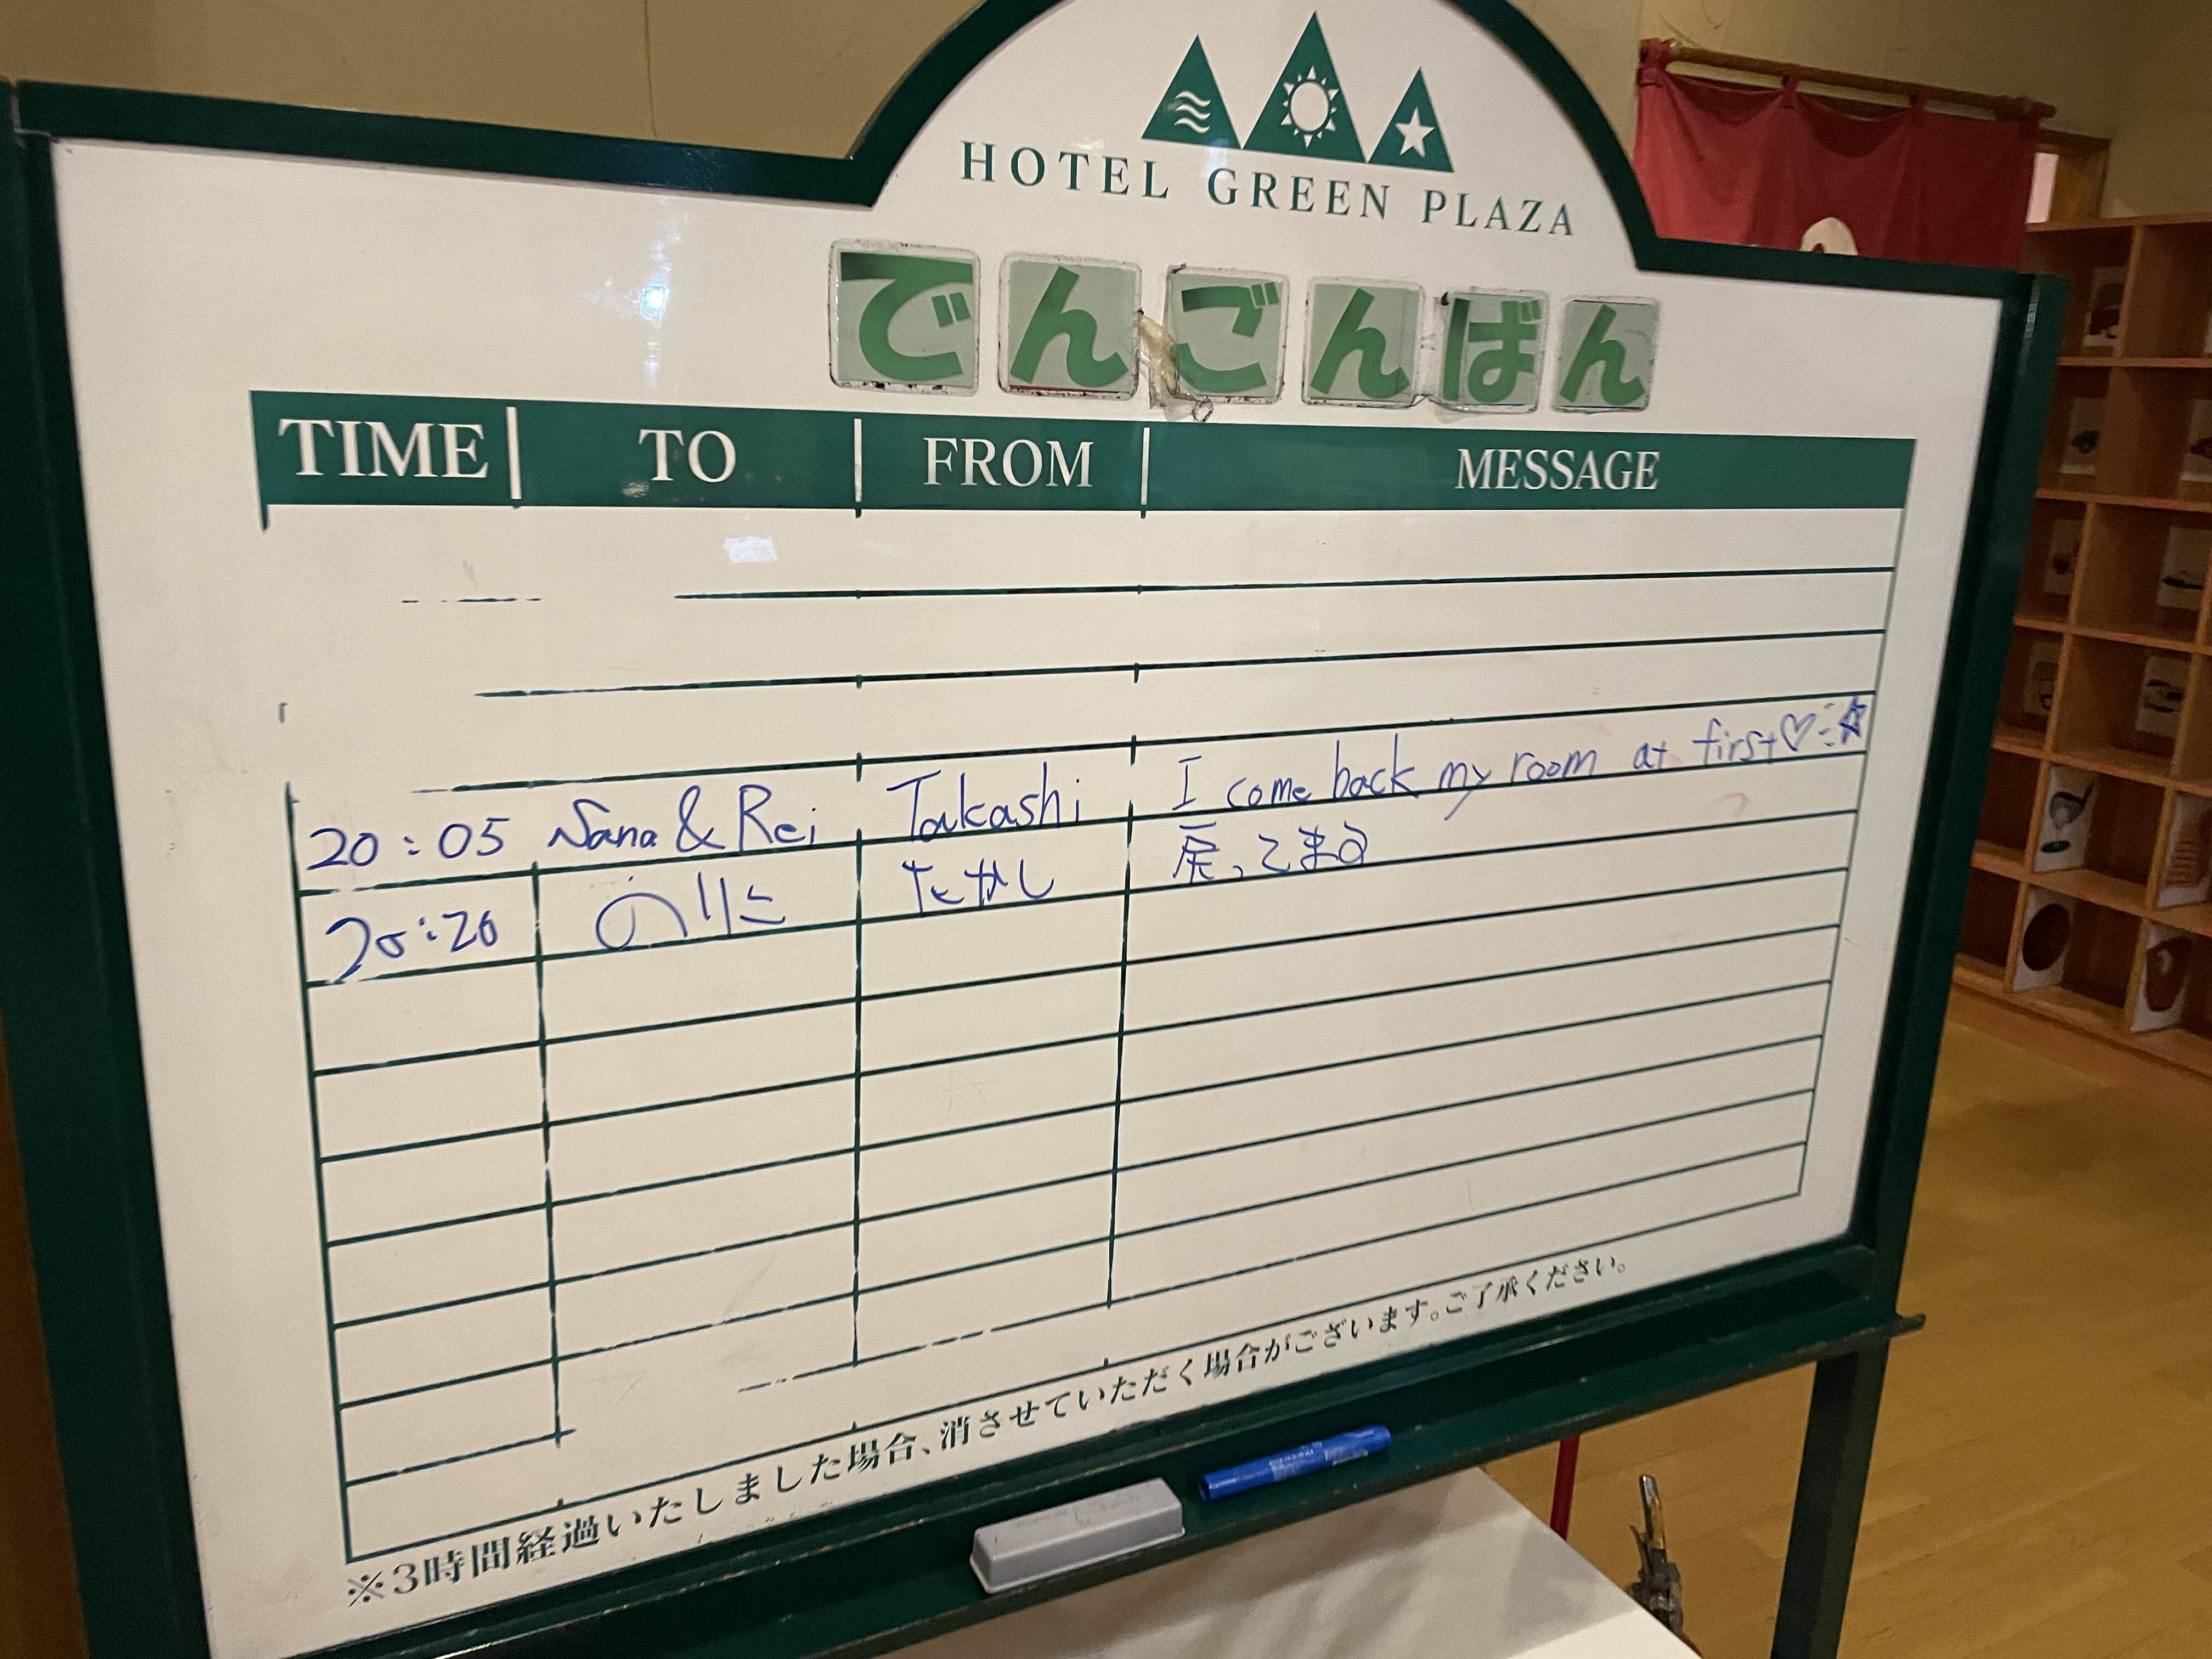 HOTEL GREEN PLAZA
でんごんばん
TIME TO FROM MESSAGE
20:05 Nana & Rei Takashi I come back my room at first♡☆
20:20 のりこ たかし 戻ってまる
※3時間経過いたしました場合、消させていただく場合がございます。ご了承ください。